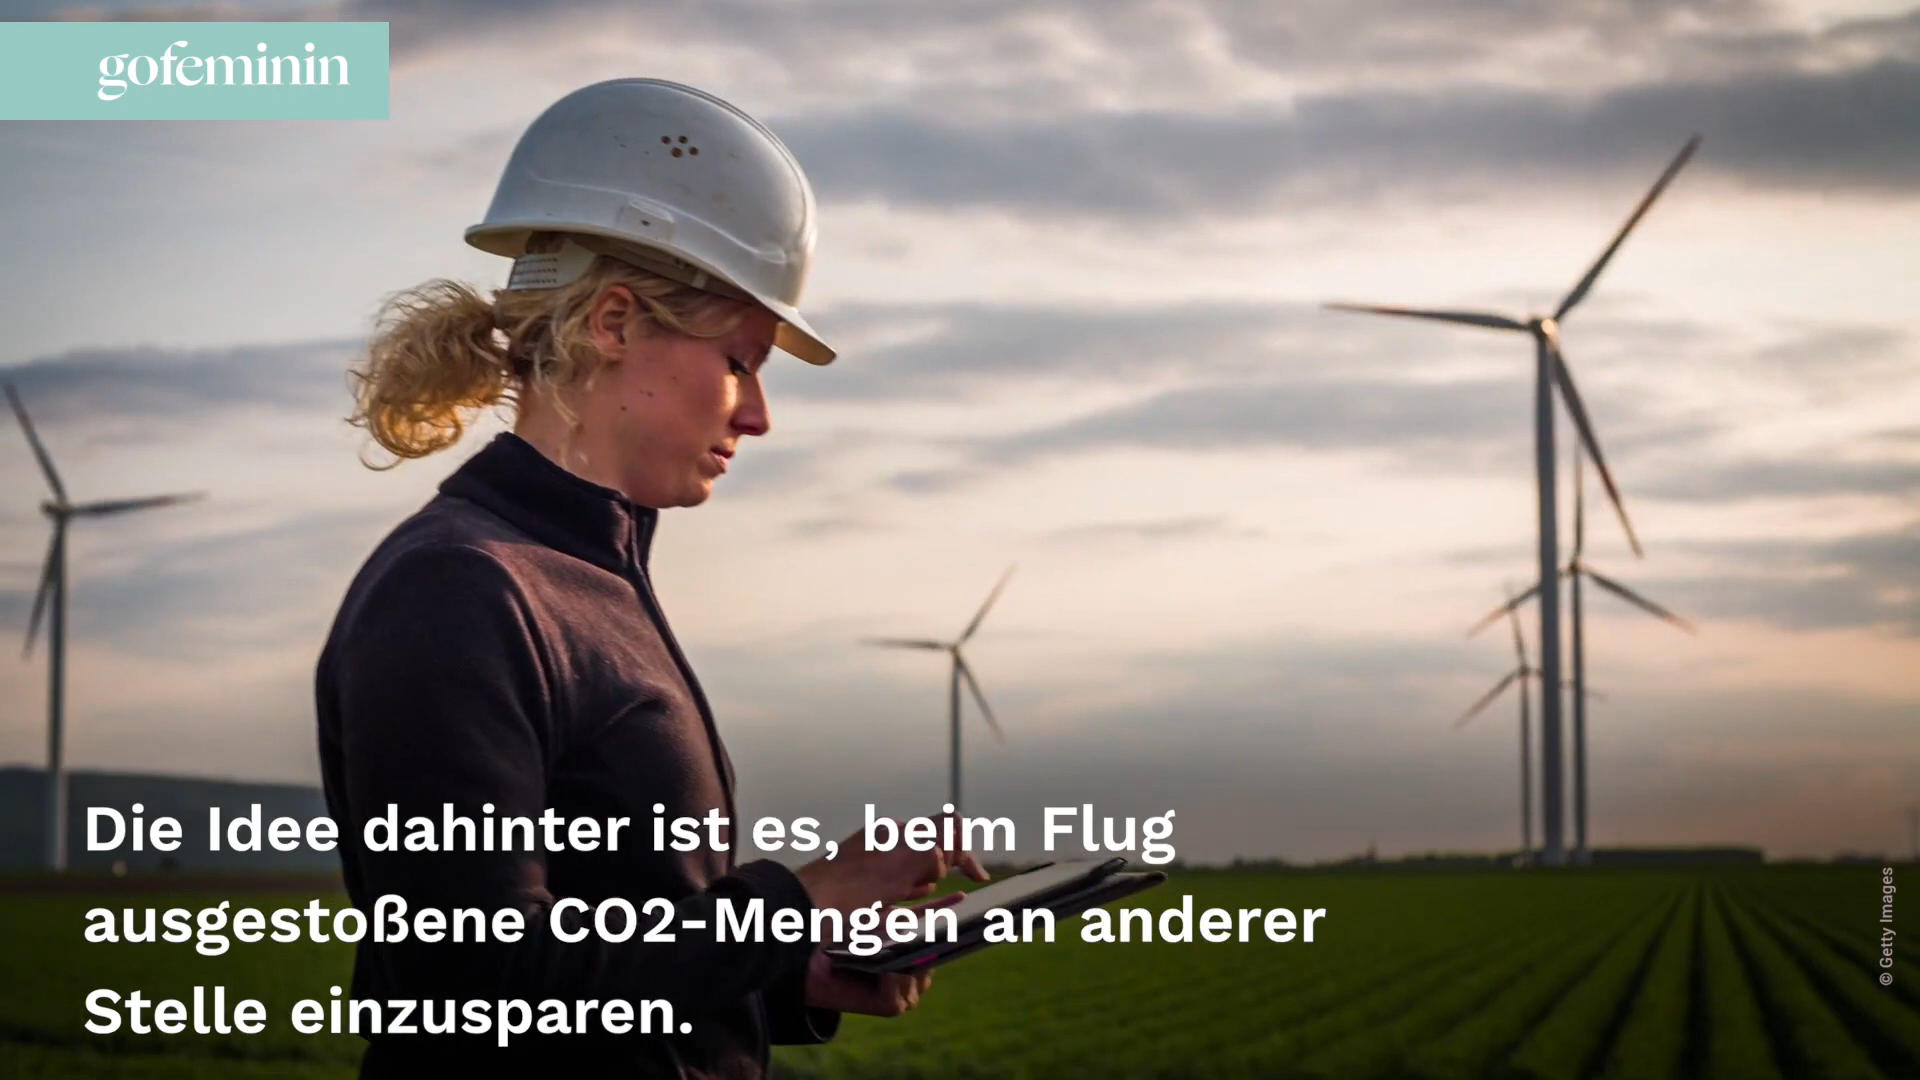 gofeminin
Die Idee dahinter ist es, beim Flug
ausgestoßene CO2-Mengen an anderer
Stelle einzusparen.
© Getty Images